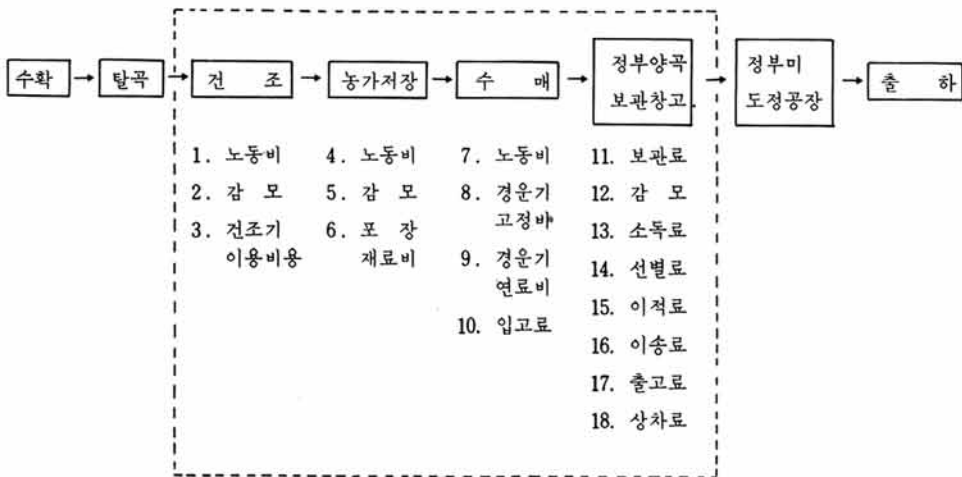 수확
탈곡
건 조
농가저장
수 매
정부양곡
보관창고
정부미
도정공장
출 하
1. 노동비
2. 감 모
3. 건조기
이용비용
4. 노동비
5. 감 모
6. 포 장
재료비
7. 노동비
8. 경운기
고정비
9. 경운기
연료비
10. 입고료
11. 보관료
12. 감 모
13. 소독료
14. 선별료
15. 이적료
16. 이송료
17. 출고료
18. 상차료